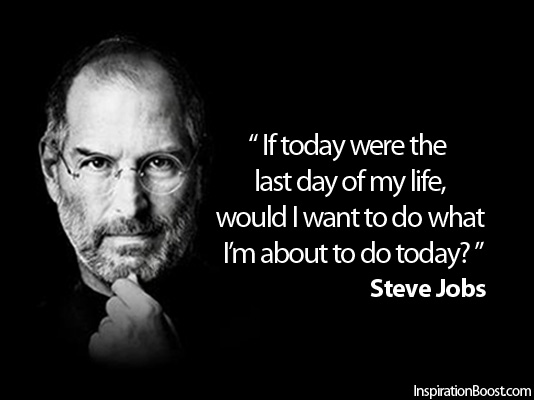 “ If today were the
last day of my life,
would I want to do what
I’m about to do today? ”
Steve Jobs
InspirationBoost.com